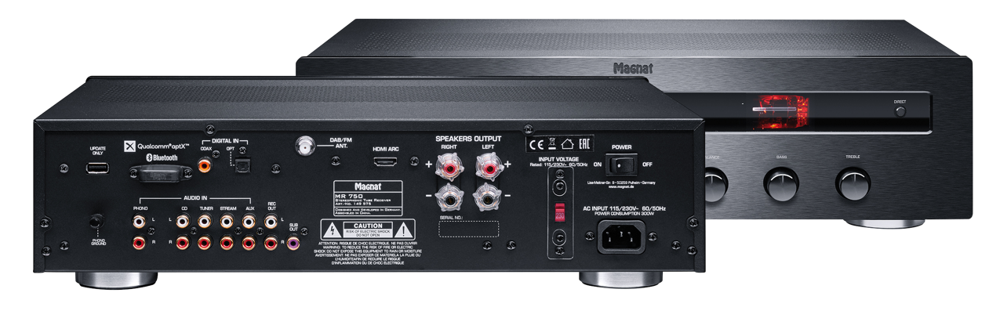 Magnat
DIRECT
BASS
TREBLE
UPDATE
ONLY
Qualcomm® aptX™
Bluetooth
DIGITAL IN
COAX
OPT
DAB/FM
ANT.
HDMI ARC
SPEAKERS OUTPUT
RIGHT
LEFT
+
+
-
-
SERIAL NO.:
CE
EAC
INPUT VOLTAGE
Rated: 115/230V~ 60/50Hz
POWER
ON
OFF
Lise-Meitner-Str. 9 · 50259 Pulheim · Germany
www.magnat.de
AC INPUT 115/230V~ 60/50Hz
POWER CONSUMPTION 300W
Magnat
MR 750
STEREOPHONIC TUBE RECEIVER
ART.-NO. 149 575
DESIGNED AND DEVELOPED IN GERMANY.
ASSEMBLED IN CHINA.
CAUTION
RISK OF ELECTRIC SHOCK
DO NOT OPEN
ATTENTION: RISQUE DE CHOC ELECTRIQUE. NE PAS OUVRIR
WARNING: TO REDUCE THE RISK OF FIRE OR ELECTRIC
SHOCK DO NOT EXPOSE THIS EQUIPMENT TO RAIN OR MOISTURE
AVERTISSEMENT: NE PAS EXPOSER CE MATERIEL A LA PLUIE OU
L'HUMIDITE AFIN DE REDUIRE LE RISQUE
D'INFLAMMATION OU DE CHOC ELECTRIQUE
AUDIO IN
PHONO
CD
TUNER
STREAM
AUX
REC
OUT
SUB
OUT
L
L
L
R
R
R
PHONO
GROUND